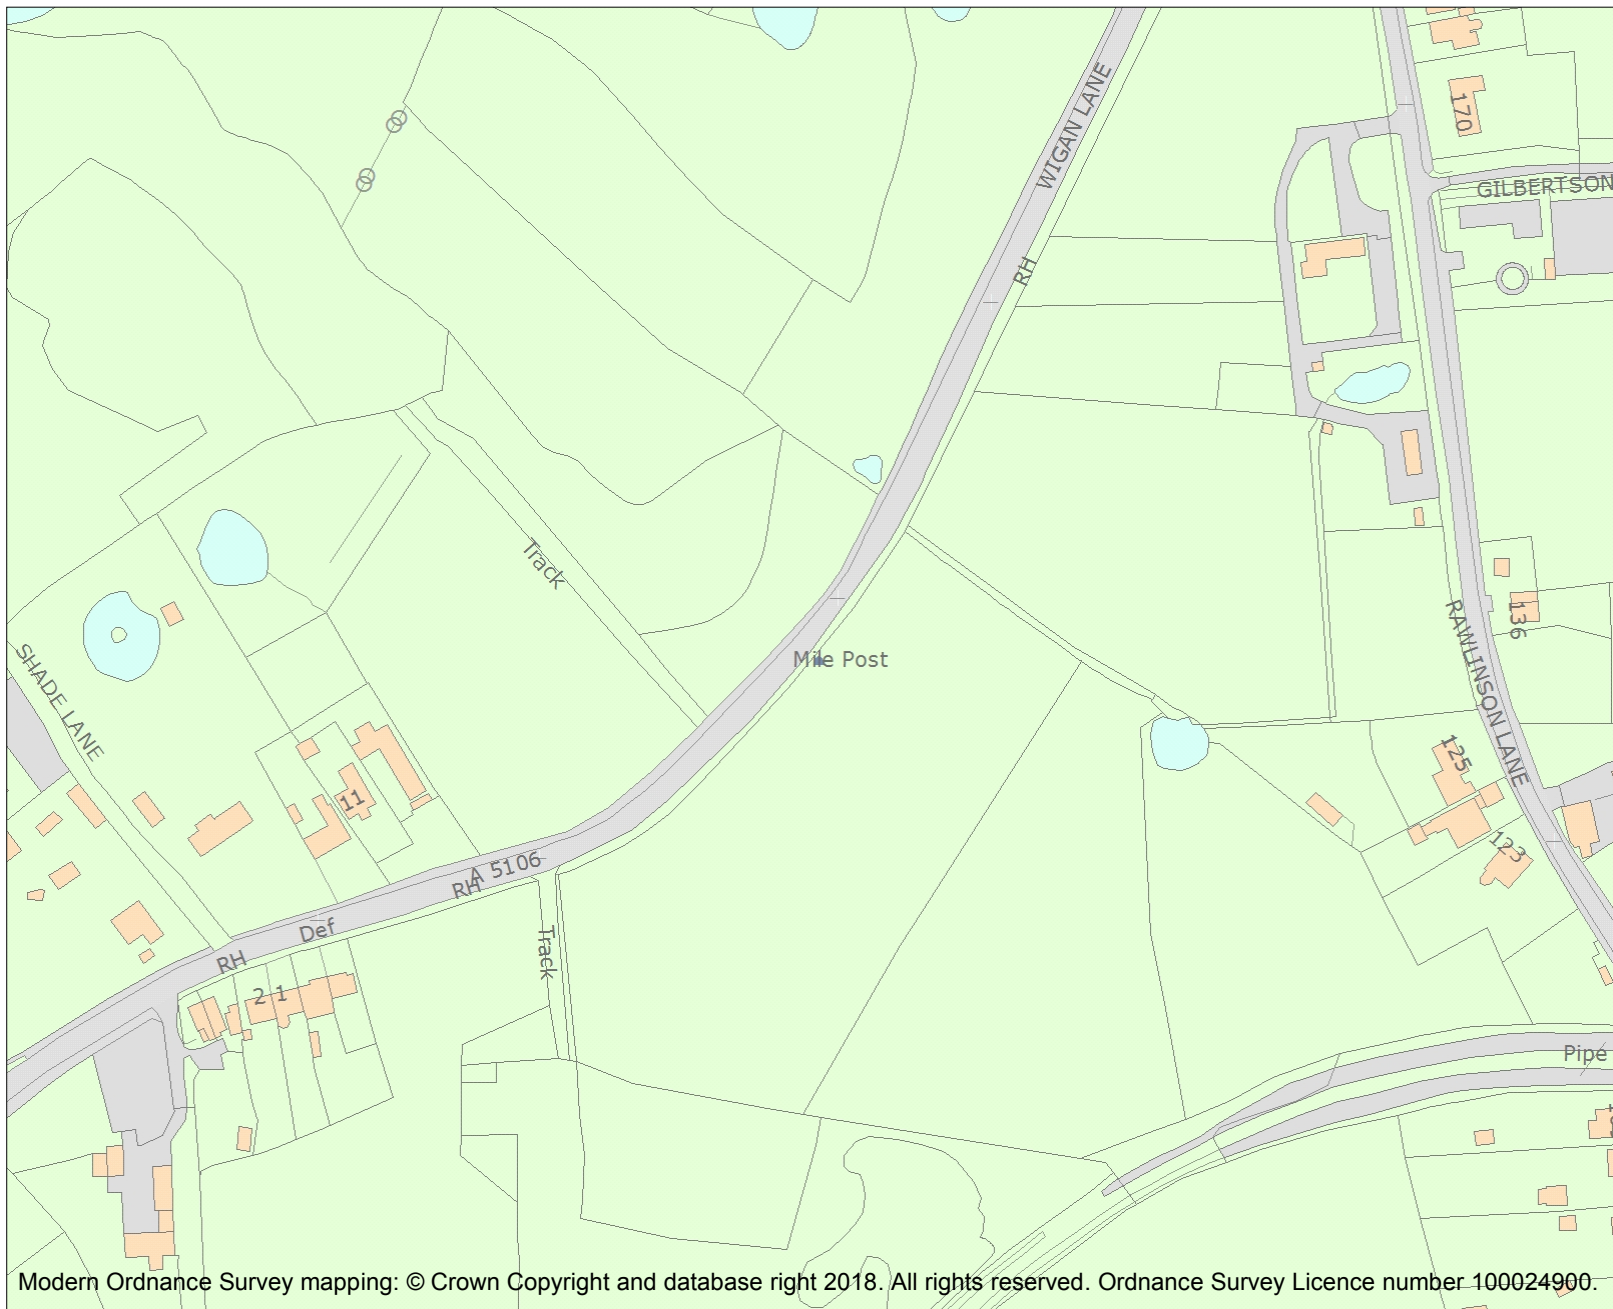 WIGAN LANE
170
GILBERTSON
RH
Track
136
RAWLINSON LANE
Mile Post
SHADE LANE
125
11
123
A 5106
RH
Def
Track
RH
2 1
Pipe
Modern Ordnance Survey mapping: © Crown Copyright and database right 2018. All rights reserved. Ordnance Survey Licence number 100024900.